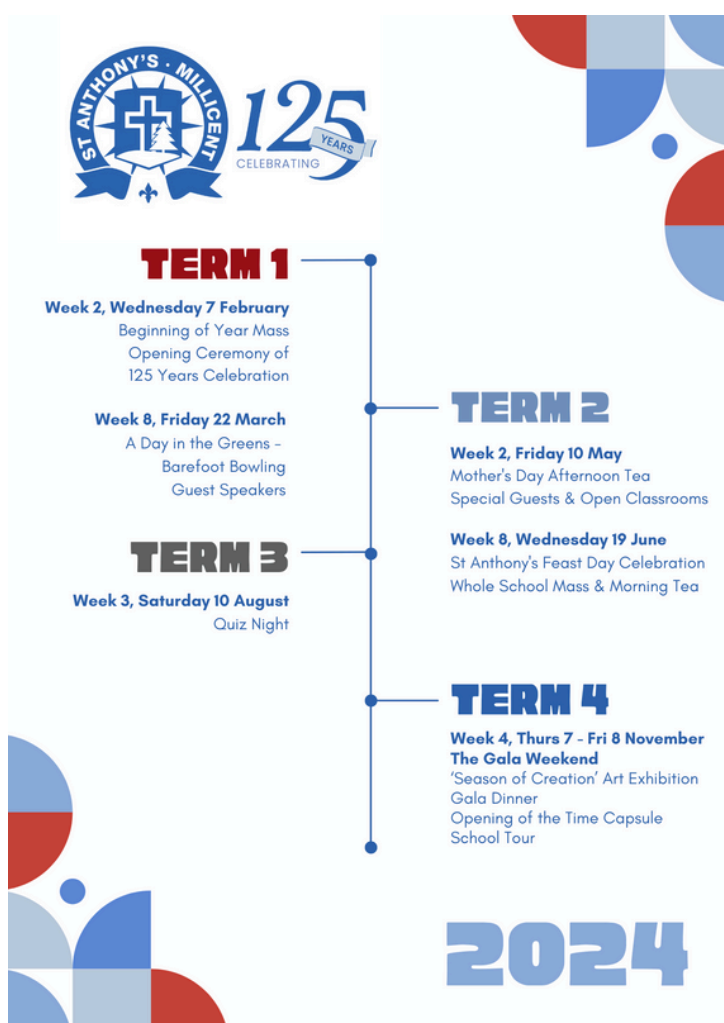 ST ANTHONY'S · MILLICENT
125
YEARS
CELEBRATING
TERM 1
Week 2, Wednesday 7 February
Beginning of Year Mass
Opening Ceremony of
125 Years Celebration
Week 8, Friday 22 March
A Day in the Greens -
Barefoot Bowling
Guest Speakers
TERM 2
Week 2, Friday 10 May
Mother's Day Afternoon Tea
Special Guests & Open Classrooms
Week 8, Wednesday 19 June
St Anthony's Feast Day Celebration
Whole School Mass & Morning Tea
TERM 3
Week 3, Saturday 10 August
Quiz Night
TERM 4
Week 4, Thurs 7 - Fri 8 November
The Gala Weekend
'Season of Creation' Art Exhibition
Gala Dinner
Opening of the Time Capsule
School Tour
2024